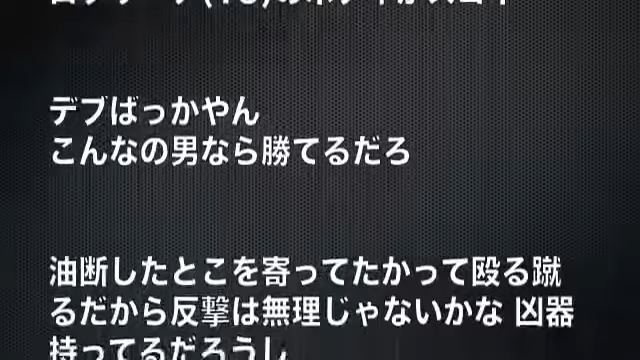 デブばっかやん
こんなの男なら勝てるだろ
油断したとこを寄ってたかって殴る蹴
るだから反撃は無理じゃないかな 凶器
持ってるだろうし